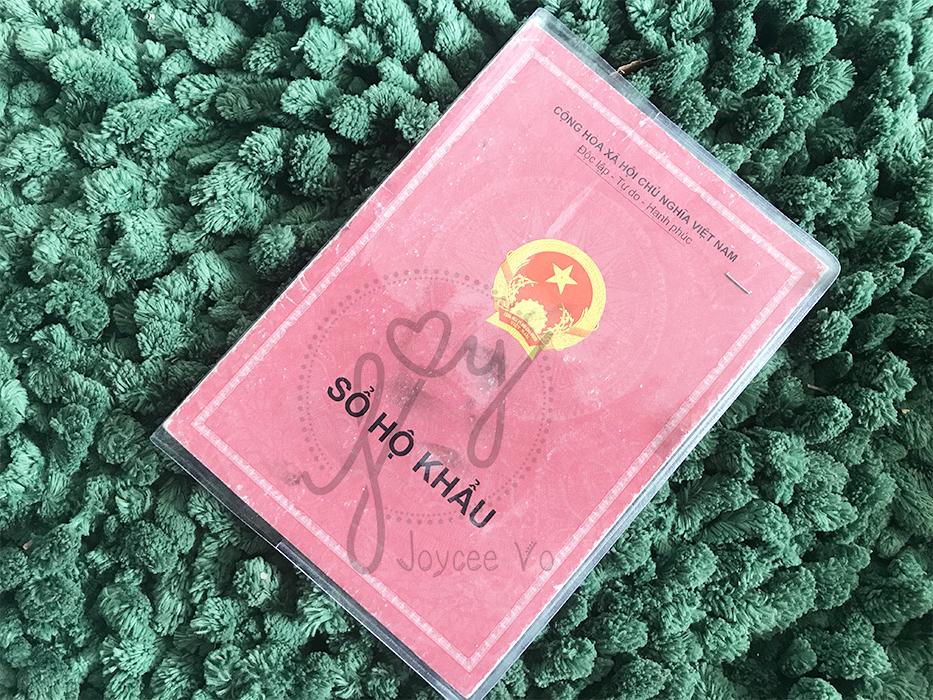 CỘNG HÒA XÃ HỘI CHỦ NGHĨA VIỆT NAM
Độc lập - Tự do - Hạnh phúc
SỔ HỘ KHẨU
Joy
Joycee Vo